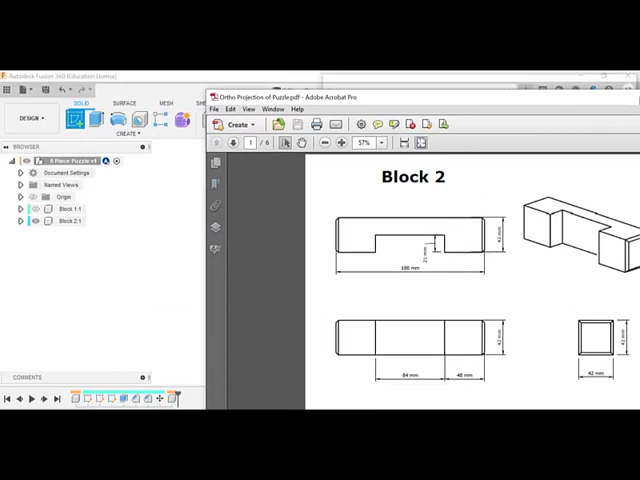 Autodesk Fusion 360 (Education License)
Ortho Projection of Puzzle.pdf - Adobe Acrobat Pro
File Edit View Window Help
SOLID SURFACE MESH
Create
DESIGN
CREATE
1 / 6 57%
BROWSER
6 Piece Puzzle v1
Document Settings
Named Views
Origin
Block 1:1
Block 2:1
Block 2
42 mm
21 mm
180 mm
42 mm
42 mm
84 mm
48 mm
42 mm
COMMENTS